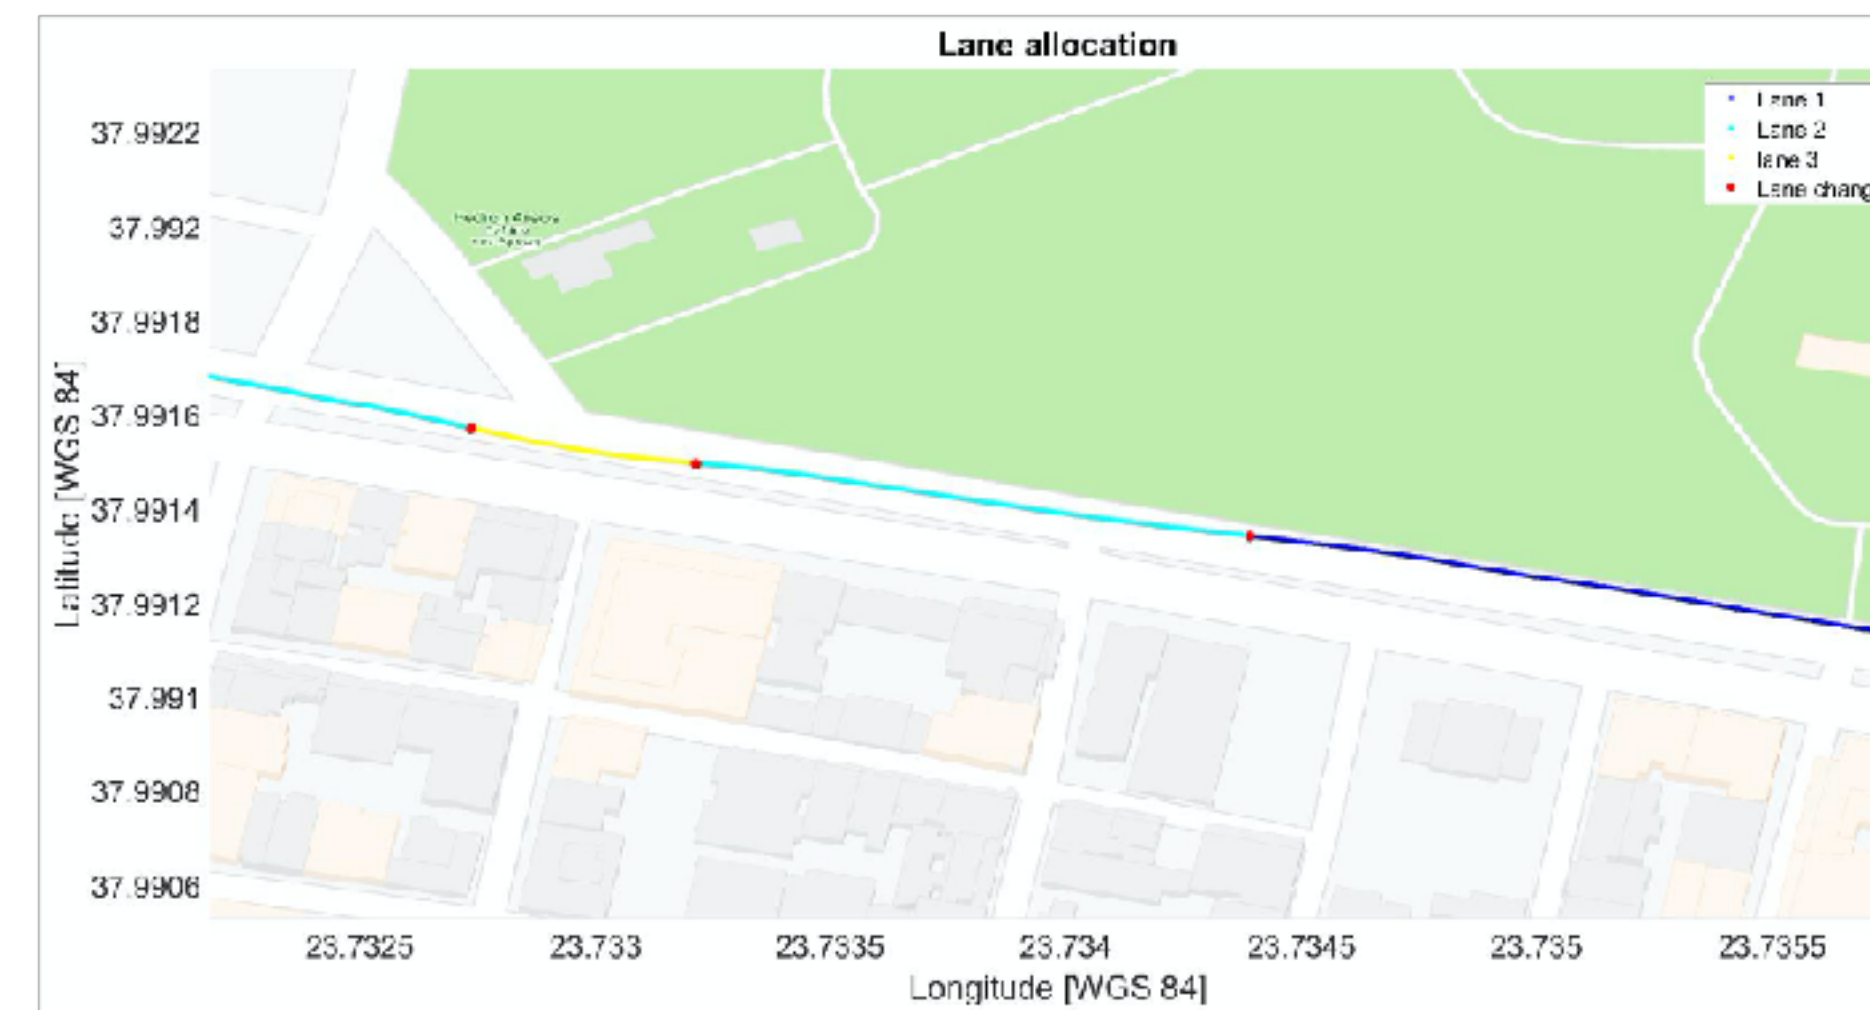 Lane allocation
Lane 1
Lane 2
lane 3
Lane chang
37.9922
37.992
37.9918
37.9916
37.9914
37.9912
37.991
37.9908
37.9906
Latitude [WGS 84]
23.7325 23.733 23.7335 23.734 23.7345 23.735 23.7355
Longitude [WGS 84]